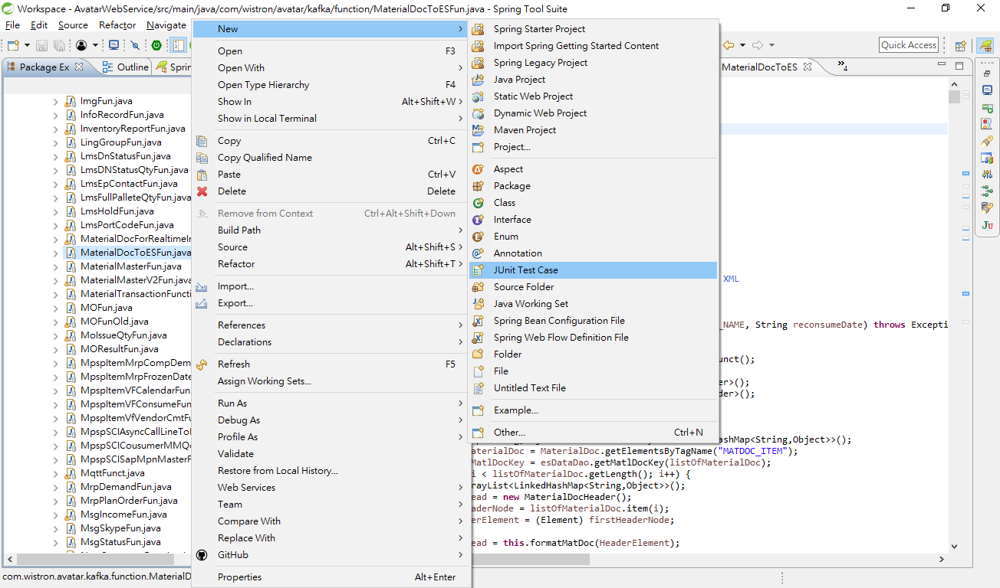 Workspace - AvatarWebService/src/main/java/com/wistron/avatar/kafka/function/MaterialDocToESFun.java - Spring Tool Suite
File Edit Source Refactor Navigate
Quick Access
Package Ex Outline Sprin
MaterialDocToES
4
ImgFun.java
InfoRecordFun.java
InventoryReportFun.java
LingGroupFun.java
LmsDnStatusFun.java
LmsDNStatusQtyFun.java
LmsEpContactFun.java
LmsFullPalleteQtyFun.java
LmsHoldFun.java
LmsPortCodeFun.java
MaterialDocForRealtimeIn
MaterialDocToESFun.java
MaterialMasterFun.java
MaterialMasterV2Fun.java
MaterialTransactionFuncti
MOFun.java
MOFunOld.java
MoIssueQtyFun.java
MOResultFun.java
MpspItemMrpCompDem
MpspItemMrpFrozenDate
MpspItemVFCalendarFun.
MpspItemVFConsumeFun
MpspItemVfVendorCmtFu
MpspSCIAsyncCallLineToI
MpspSCICousumerMMQ
MpspSCISapMpnMasterF
MqttFunct.java
MrpDemandFun.java
MrpPlanOrderFun.java
MsgIncomeFun.java
MsgSkypeFun.java
MsgStatusFun.java
com.wistron.avatar.kafka.function.MaterialD
New
Open F3
Open With
Open Type Hierarchy F4
Show In Alt+Shift+W
Show in Local Terminal
Copy Ctrl+C
Copy Qualified Name
Paste Ctrl+V
Delete Delete
Remove from Context Ctrl+Alt+Shift+Down
Build Path
Source Alt+Shift+S
Refactor Alt+Shift+T
Import...
Export...
References
Declarations
Refresh F5
Assign Working Sets...
Run As
Debug As
Profile As
Validate
Restore from Local History...
Web Services
Team
Compare With
Replace With
GitHub
Properties Alt+Enter
Spring Starter Project
Import Spring Getting Started Content
Spring Legacy Project
Java Project
Static Web Project
Dynamic Web Project
Maven Project
Project...
Aspect
Package
Class
Interface
Enum
Annotation
JUnit Test Case
Source Folder
Java Working Set
Spring Bean Configuration File
Spring Web Flow Definition File
Folder
File
Untitled Text File
Example...
Other... Ctrl+N
XML
_NAME, String reconsumeDate) throws Excepti
unct();
er>();
der>();
HashMap<String,Object>>();
aterialDoc = MaterialDoc.getElementsByTagName("MATDOC_ITEM");
MatlDocKey = esDataDao.getMatlDocKey(listOfMaterialDoc);
i < listOfMaterialDoc.getLength(); i++) {
rayList<LinkedHashMap<String,Object>>();
ead = new MaterialDocHeader();
aderNode = listOfMaterialDoc.item(i);
erElement = (Element) firstHeaderNode;
ead = this.formatMatDoc(HeaderElement);
JU